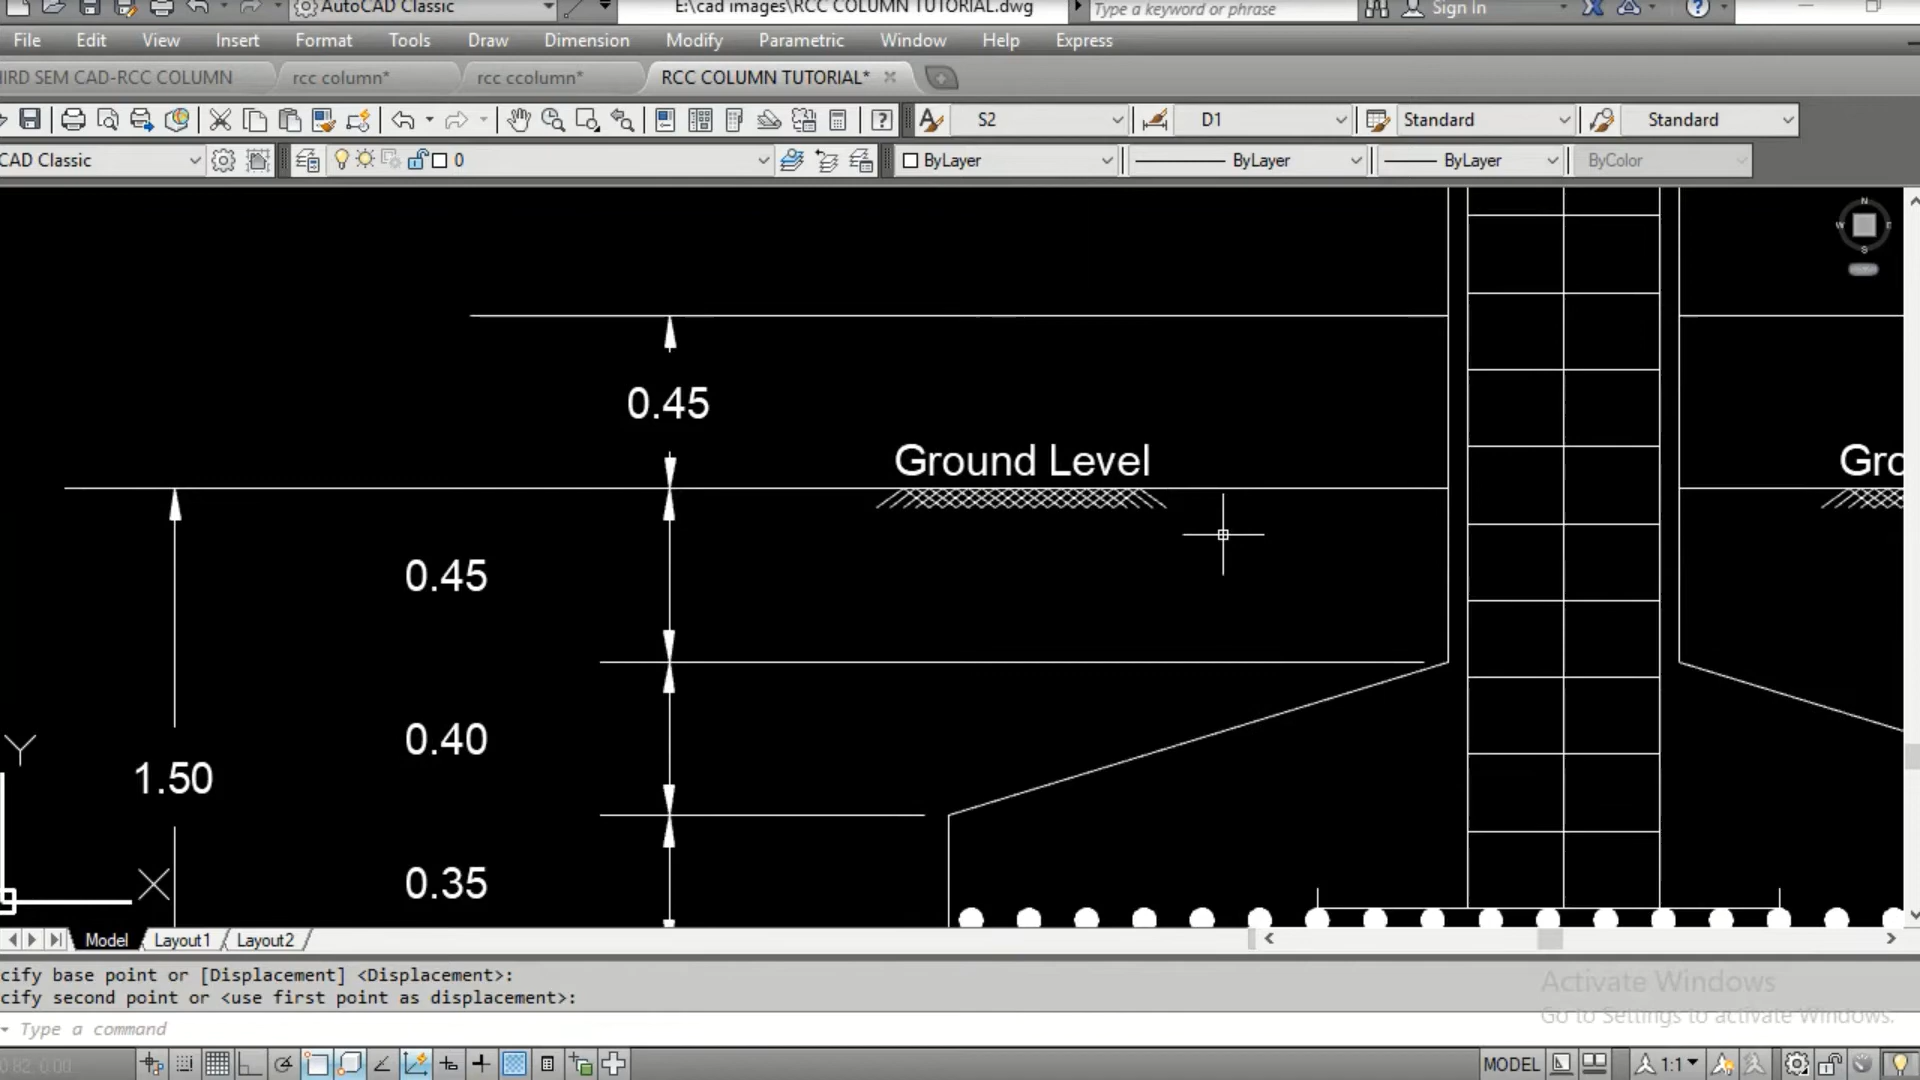 AutoCAD Classic
E:\cad images\RCC COLUMN TUTORIAL.dwg
Type a keyword or phrase
Sign In
File Edit View Insert Format Tools Draw Dimension Modify Parametric Window Help Express
HIRD SEM CAD-RCC COLUMN
rcc column*
rcc ccolumn*
RCC COLUMN TUTORIAL*
S2
D1
Standard
Standard
CAD Classic
0
ByLayer
ByLayer
ByLayer
ByColor
N
W
E
S
0.45
Ground Level
Gro
0.45
0.40
Y
1.50
X
0.35
Model Layout1 Layout2
cify base point or [Displacement] <Displacement>:
cify second point or <use first point as displacement>:
Type a command
Activate Windows
Go to Settings to activate Windows.
MODEL
1:1